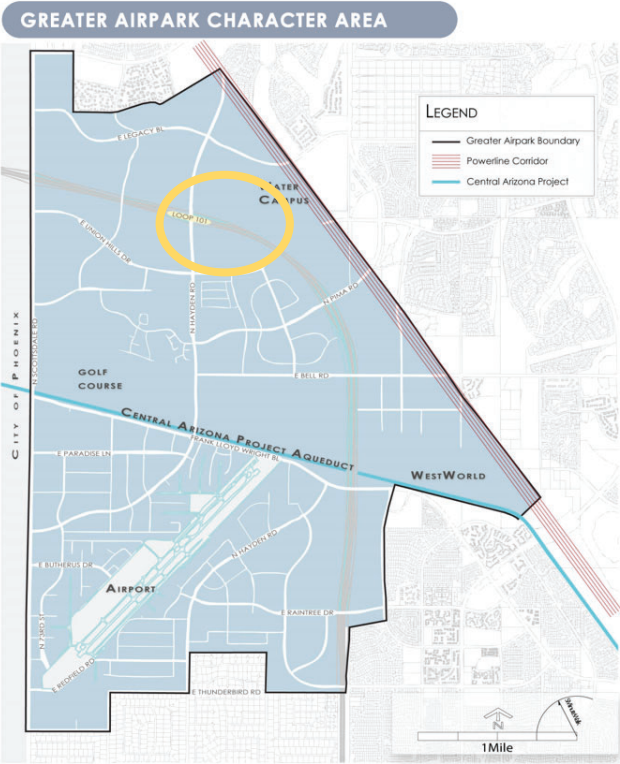 GREATER AIRPARK CHARACTER AREA
LEGEND
Greater Airpark Boundary
Powerline Corridor
Central Arizona Project
E LEGACY BL
CAMPUS
LOOP 101
E UNION HILLS DR
N HAYDEN RD
N PIMA RD
CITY OF PHOENIX
N SCOTTSDALE RD
GOLF
COURSE
E BELL RD
CENTRAL ARIZONA PROJECT AQUEDUCT
FRANK LLOYD WRIGHT BL
E PARADISE LN
WESTWORLD
N HAYDEN RD
E BUTHERUS DR
AIRPORT
E RAINTREE DR
E REDFIELD RD
E THUNDERBIRD RD
N
1Mile